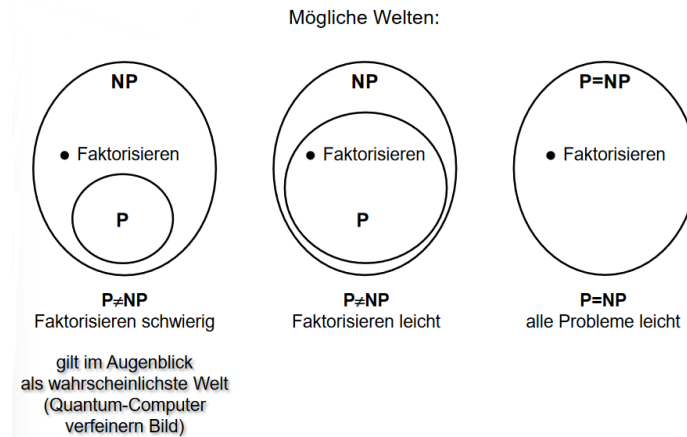 Mögliche Welten:
NP
Faktorisieren
P
P≠NP
Faktorisieren schwierig
gilt im Augenblick
als wahrscheinlichste Welt
(Quantum-Computer
verfeinern Bild)
NP
Faktorisieren
P
P≠NP
Faktorisieren leicht
P=NP
Faktorisieren
P=NP
alle Probleme leicht